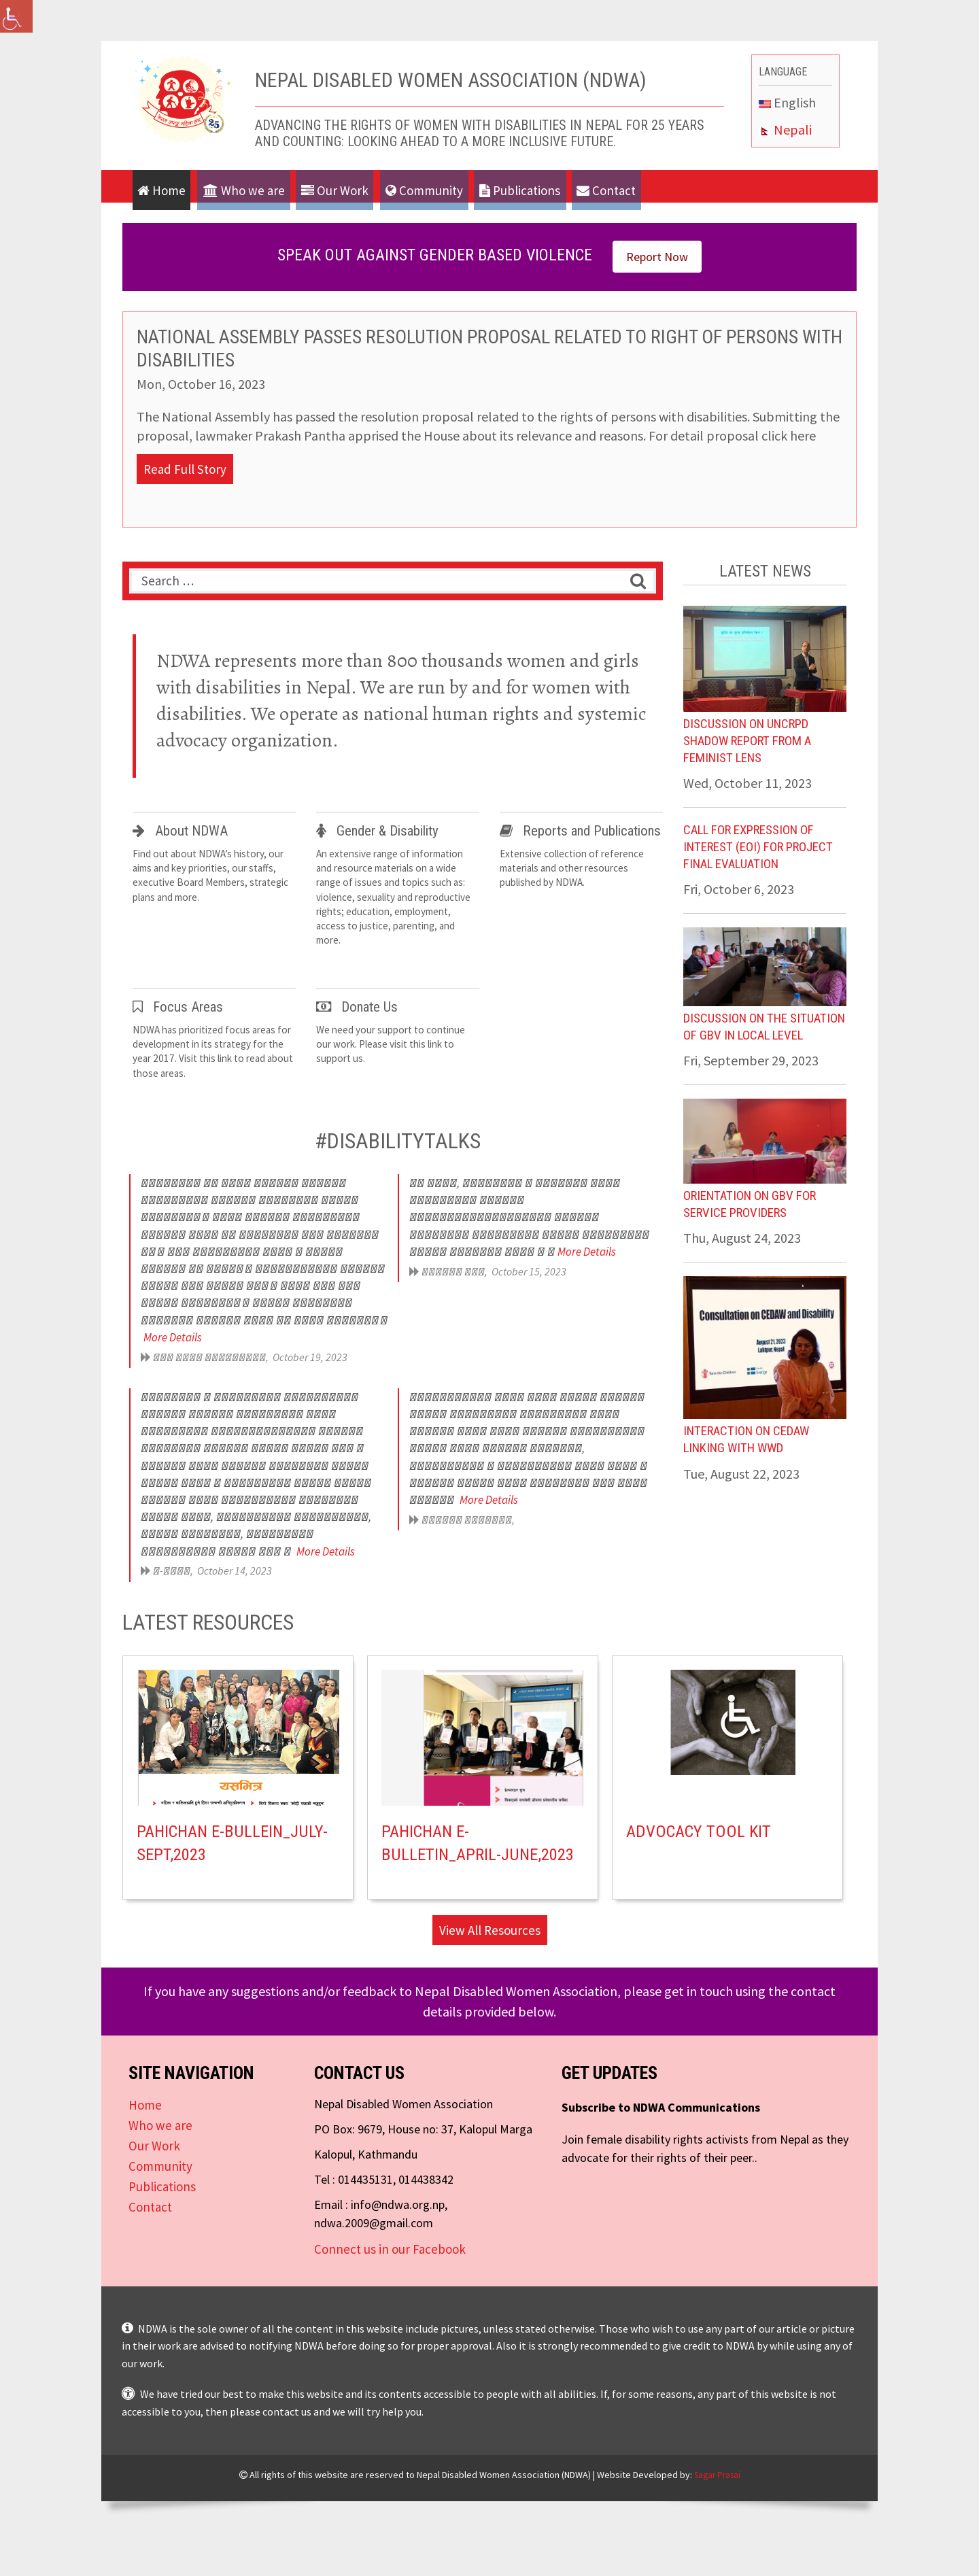 NEPAL DISABLED WOMEN ASSOCIATION (NDWA)
ADVANCING THE RIGHTS OF WOMEN WITH DISABILITIES IN NEPAL FOR 25 YEARS
AND COUNTING: LOOKING AHEAD TO A MORE INCLUSIVE FUTURE.
LANGUAGE
English
Nepali
25
Home
Who we are
Our Work
Community
Publications
Contact
SPEAK OUT AGAINST GENDER BASED VIOLENCE
Report Now
NATIONAL ASSEMBLY PASSES RESOLUTION PROPOSAL RELATED TO RIGHT OF PERSONS WITH
DISABILITIES
Mon, October 16, 2023
The National Assembly has passed the resolution proposal related to the rights of persons with disabilities. Submitting the
proposal, lawmaker Prakash Pantha apprised the House about its relevance and reasons. For detail proposal click here
Read Full Story
Search …
NDWA represents more than 800 thousands women and girls
with disabilities in Nepal. We are run by and for women with
disabilities. We operate as national human rights and systemic
advocacy organization.
About NDWA
Find out about NDWA's history, our
aims and key priorities, our staffs,
executive Board Members, strategic
plans and more.
Gender & Disability
An extensive range of information
and resource materials on a wide
range of issues and topics such as:
violence, sexuality and reproductive
rights; education, employment,
access to justice, parenting, and
more.
Reports and Publications
Extensive collection of reference
materials and other resources
published by NDWA.
Focus Areas
NDWA has prioritized focus areas for
development in its strategy for the
year 2017. Visit this link to read about
those areas.
Donate Us
We need your support to continue
our work. Please visit this link to
support us.
LATEST NEWS
DISCUSSION ON UNCRPD
SHADOW REPORT FROM A
FEMINIST LENS
Wed, October 11, 2023
CALL FOR EXPRESSION OF
INTEREST (EOI) FOR PROJECT
FINAL EVALUATION
Fri, October 6, 2023
DISCUSSION ON THE SITUATION
OF GBV IN LOCAL LEVEL
Fri, September 29, 2023
ORIENTATION ON GBV FOR
SERVICE PROVIDERS
Thu, August 24, 2023
Consultation on CEDAW and Disability
August 21, 2023
Lalitpur, Nepal
Save the Children
INTERACTION ON CEDAW
LINKING WITH WWD
Tue, August 22, 2023
#DISABILITYTALKS
More Details
October 19, 2023
More Details
October 15, 2023
More Details
October 14, 2023
More Details
LATEST RESOURCES
यसभित्र
PAHICHAN E-BULLEIN_JULY-
SEPT,2023
PAHICHAN E-
BULLETIN_APRIL-JUNE,2023
ADVOCACY TOOL KIT
View All Resources
If you have any suggestions and/or feedback to Nepal Disabled Women Association, please get in touch using the contact
details provided below.
SITE NAVIGATION
Home
Who we are
Our Work
Community
Publications
Contact
CONTACT US
Nepal Disabled Women Association
PO Box: 9679, House no: 37, Kalopul Marga
Kalopul, Kathmandu
Tel : 014435131, 014438342
Email : info@ndwa.org.np,
ndwa.2009@gmail.com
Connect us in our Facebook
GET UPDATES
Subscribe to NDWA Communications
Join female disability rights activists from Nepal as they
advocate for their rights of their peer..
NDWA is the sole owner of all the content in this website include pictures, unless stated otherwise. Those who wish to use any part of our article or picture
in their work are advised to notifying NDWA before doing so for proper approval. Also it is strongly recommended to give credit to NDWA by while using any of
our work.
We have tried our best to make this website and its contents accessible to people with all abilities. If, for some reasons, any part of this website is not
accessible to you, then please contact us and we will try help you.
© All rights of this website are reserved to Nepal Disabled Women Association (NDWA) | Website Developed by: Sagar Prasai